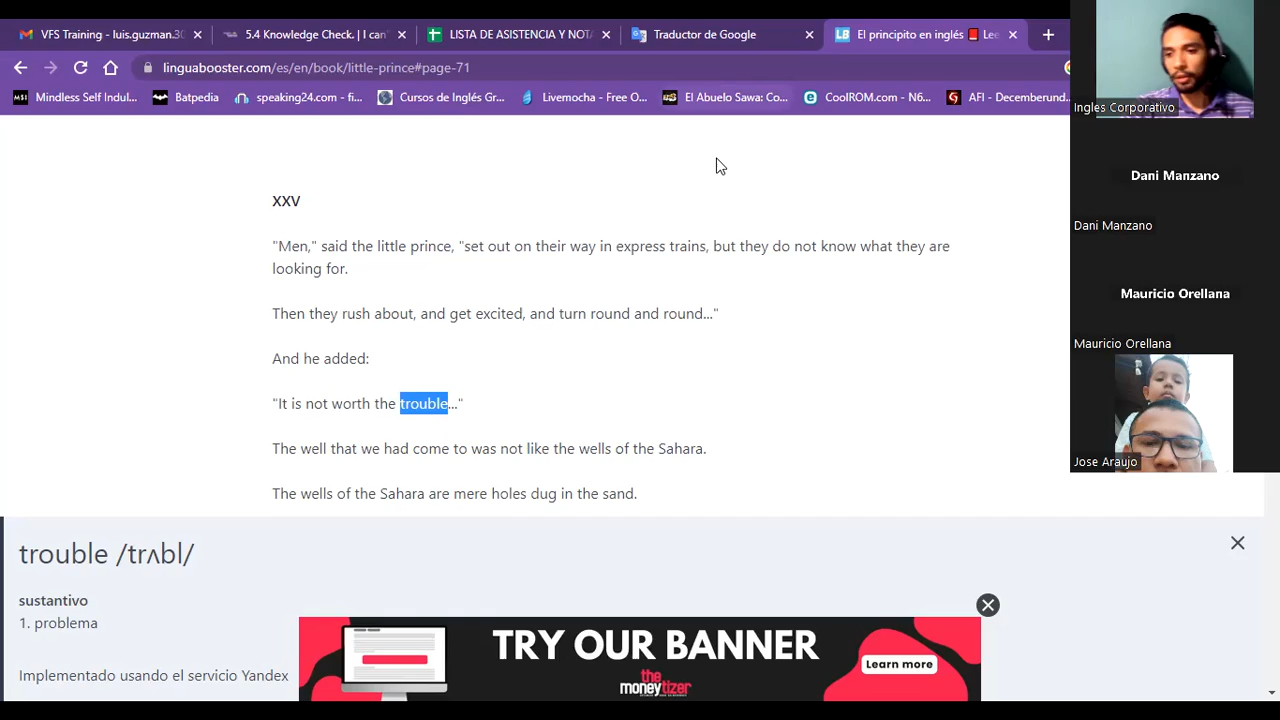 VFS Training - luis.guzman.30
5.4 Knowledge Check. | I can't
LISTA DE ASISTENCIA Y NOTA
Traductor de Google
El principito en inglés 📕 Lee
linguabooster.com/es/en/book/little-prince#page-71
Mindless Self Indul...
Batpedia
speaking24.com - fi...
Cursos de Inglés Gr...
Livemocha - Free O...
El Abuelo Sawa: Co...
CoolROM.com - N6...
AFI - Decemberund...
XXV
"Men," said the little prince, "set out on their way in express trains, but they do not know what they are
looking for.
Then they rush about, and get excited, and turn round and round..."
And he added:
"It is not worth the trouble..."
The well that we had come to was not like the wells of the Sahara.
The wells of the Sahara are mere holes dug in the sand.
trouble /trʌbl/
sustantivo
1. problema
Implementado usando el servicio Yandex
TRY OUR BANNER
the
moneytizer
Learn more
Ingles Corporativo
Dani Manzano
Dani Manzano
Mauricio Orellana
Mauricio Orellana
Jose Araujo